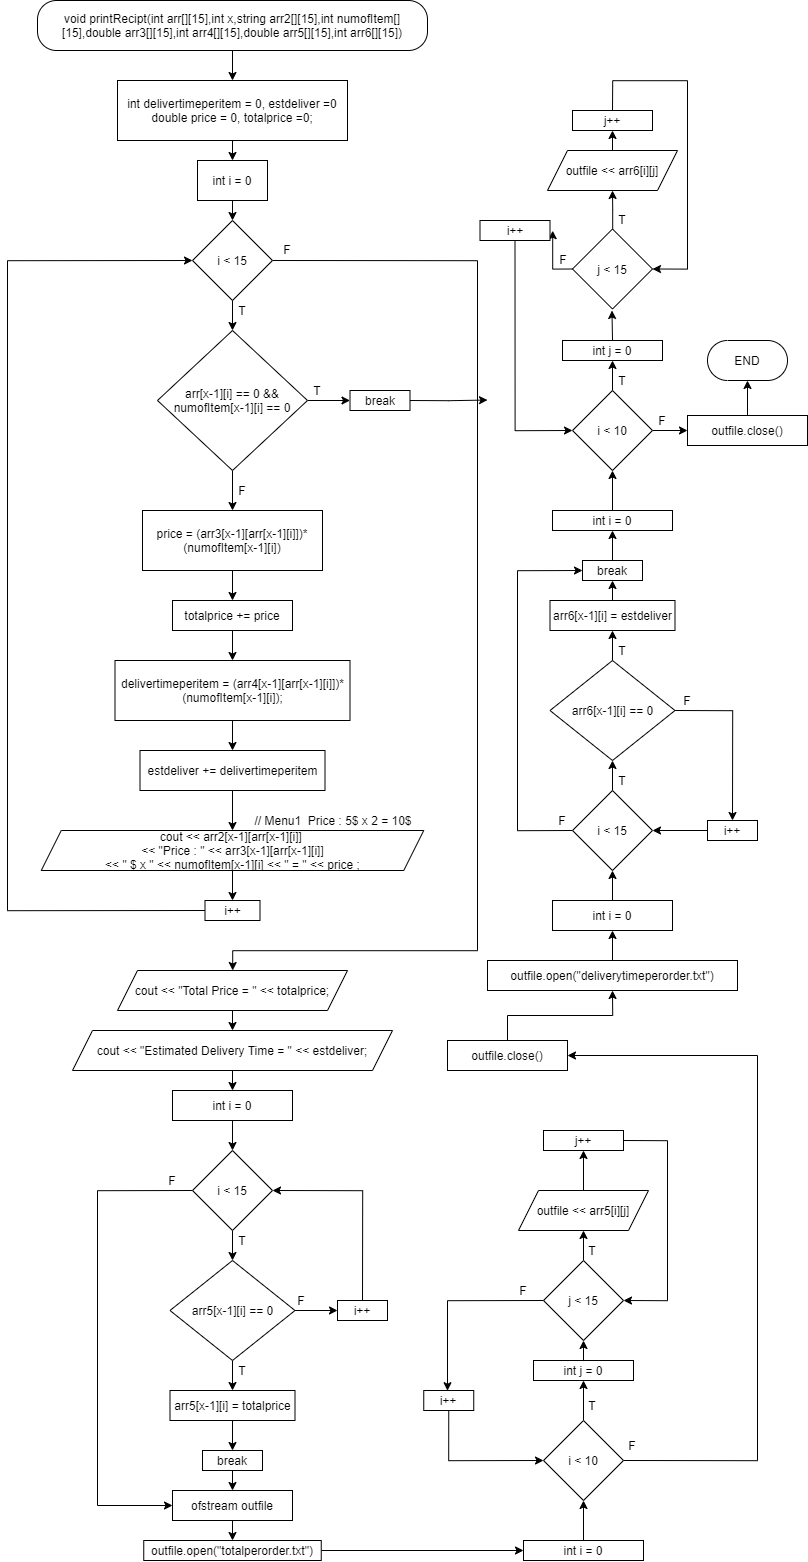 void printRecipt(int arr[][15],int x,string arr2[][15],int numofItem[]
[15],double arr3[][15],int arr4[][15],double arr5[][15],int arr6[][15])
int delivertimeperitem = 0, estdeliver =0
double price = 0, totalprice =0;
int i = 0
i < 15
F
T
arr[x-1][i] == 0 &&
numofItem[x-1][i] == 0
T
break
F
price = (arr3[x-1][arr[x-1][i]])*
(numofItem[x-1][i])
totalprice += price
delivertimeperitem = (arr4[x-1][arr[x-1][i]])*
(numofItem[x-1][i]);
estdeliver += delivertimeperitem
// Menu1  Price : 5$ x 2 = 10$
cout << arr2[x-1][arr[x-1][i]]
<< "Price : " << arr3[x-1][arr[x-1][i]]
<< " $ x " << numofItem[x-1][i] << " = " << price ;
i++
cout << "Total Price = " << totalprice;
cout << "Estimated Delivery Time = " << estdeliver;
int i = 0
F
i < 15
T
arr5[x-1][i] == 0
F
i++
T
arr5[x-1][i] = totalprice
break
ofstream outfile
outfile.open("totalperorder.txt")
int i = 0
i < 10
F
T
int j = 0
i++
j < 15
F
T
outfile << arr5[i][j]
j++
outfile.close()
outfile.open("deliverytimeperorder.txt")
int i = 0
F
i < 15
i++
T
arr6[x-1][i] == 0
F
T
arr6[x-1][i] = estdeliver
break
int i = 0
i < 10
F
outfile.close()
END
T
int j = 0
i++
F
j < 15
T
outfile << arr6[i][j]
j++